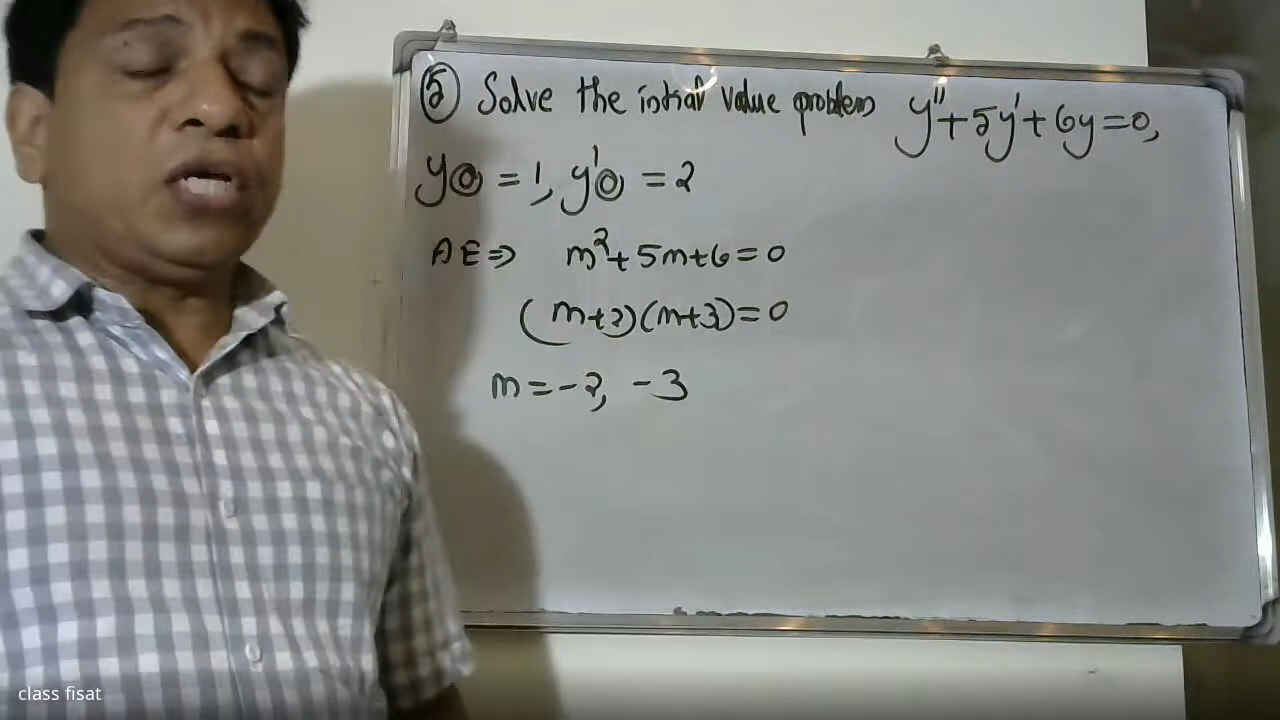 ⑤ Solve the initial value problem y''+5y'+6y=0,
y(0) =1, y'(0) =2
AE⇒ m²+5m+6=0
(m+2)(m+3)=0
m=-2, -3
class fisat